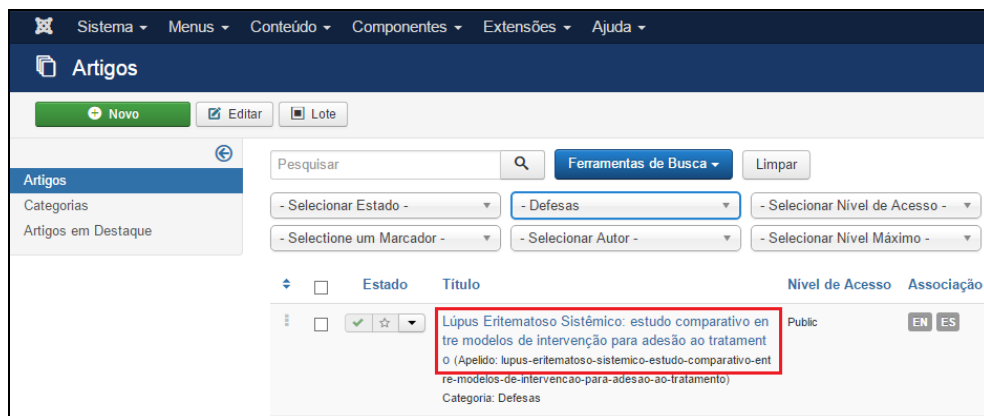 Sistema Menus Conteúdo Componentes Extensões Ajuda
Artigos
Novo Editar Lote
Pesquisar Ferramentas de Busca Limpar
Artigos
- Selecionar Estado - - Defesas - Selecionar Nível de Acesso -
Categorias
Artigos em Destaque
- Selectione um Marcador - - Selecionar Autor - - Selecionar Nível Máximo -
Estado Título Nível de Acesso Associação
Lúpus Eritematoso Sistêmico: estudo comparativo en Public EN ES
tre modelos de intervenção para adesão ao tratament
o (Apelido: lupus-eritematoso-sistemico-estudo-comparativo-ent
re-modelos-de-intervencao-para-adesao-ao-tratamento)
Categoria: Defesas